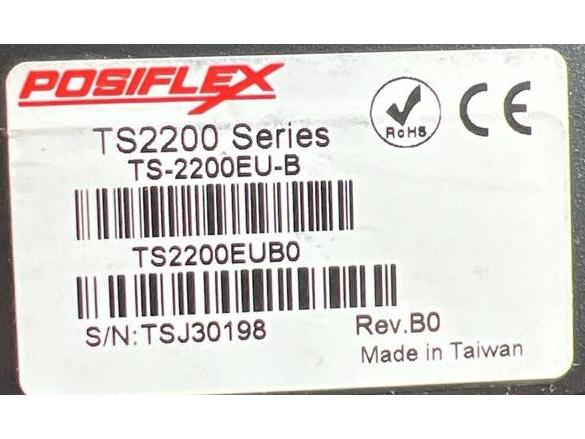 POSIFLEX
RoHS
CE
TS2200 Series
TS-2200EU-B
TS2200EUB0
S/N: TSJ30198
Rev.B0
Made in Taiwan